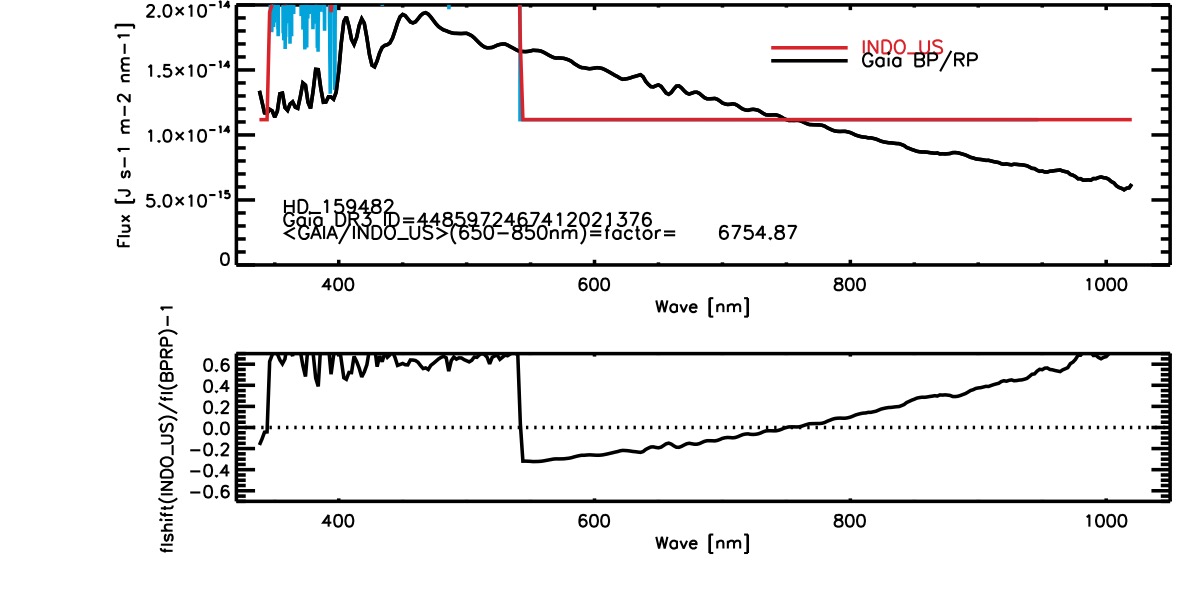 2.0×10⁻¹⁴
1.5×10⁻¹⁴
1.0×10⁻¹⁴
5.0×10⁻¹⁵
0
Flux [J s−1 m−2 nm−1]
INDO_US
Gaia BP/RP
HD_159482
Gaia DR3 ID=4485972467412021376
<GAIA/INDO_US>(650−850nm)=factor= 6754.87
400 600 800 1000
Wave [nm]
flshift(INDO_US)/fl(BPRP)−1
0.6
0.4
0.2
0.0
−0.2
−0.4
−0.6
400 600 800 1000
Wave [nm]